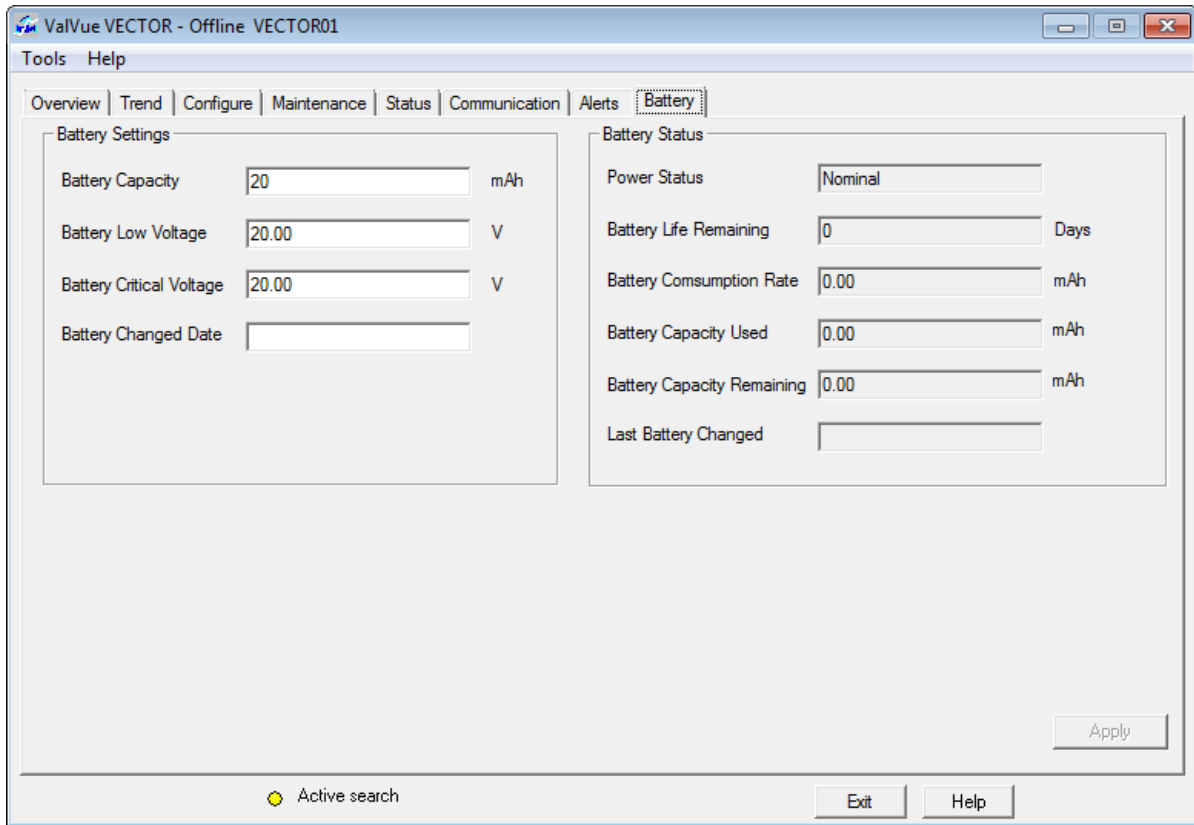 ValVue VECTOR - Offline VECTOR01
Tools Help
Overview Trend Configure Maintenance Status Communication Alerts Battery
Battery Settings
Battery Capacity 20 mAh
Battery Low Voltage 20.00 V
Battery Critical Voltage 20.00 V
Battery Changed Date
Battery Status
Power Status Nominal
Battery Life Remaining 0 Days
Battery Comsumption Rate 0.00 mAh
Battery Capacity Used 0.00 mAh
Battery Capacity Remaining 0.00 mAh
Last Battery Changed
Apply
Active search
Exit Help